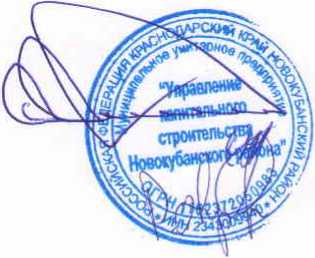 РОССИЙСКАЯ ФЕДЕРАЦИЯ КРАСНОДАРСКИЙ КРАЙ НОВОКУБАНСКИЙ РАЙОН
Муниципальное унитарное предприятие
"Управление
капитального
строительства
Новокубанского района"
ОГРН
ИНН